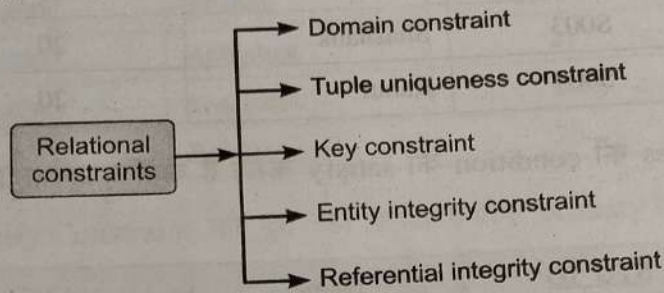 Domain constraint
Tuple uniqueness constraint
Relational
constraints
Key constraint
Entity integrity constraint
Referential integrity constraint